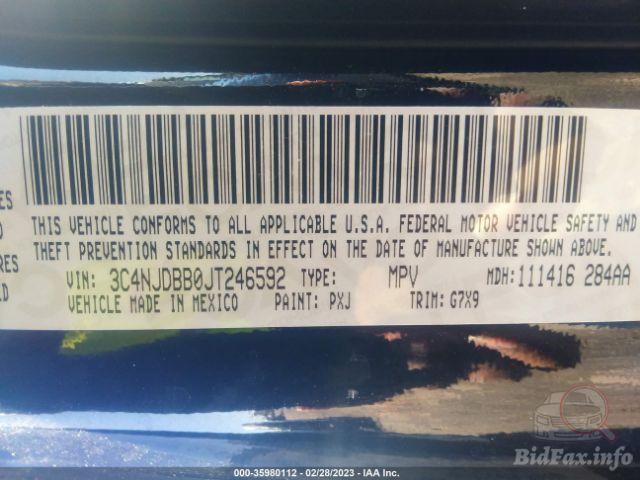 THIS VEHICLE CONFORMS TO ALL APPLICABLE U.S.A. FEDERAL MOTOR VEHICLE SAFETY AND
THEFT PREVENTION STANDARDS IN EFFECT ON THE DATE OF MANUFACTURE SHOWN ABOVE.
VIN: 3C4NJDBB0JT246592 TYPE: MPV MDH:111416 284AA
VEHICLE MADE IN MEXICO PAINT: PXJ TRIM: G7X9
BidFax.info
000-35980112 -- 02/28/2023 -- IAA Inc.